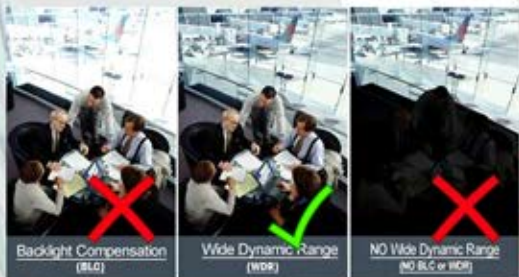 Backlight Compensation
(BLC)
Wide Dynamic Range
(WDR)
NO Wide Dynamic Range
(NO BLC or WDR)